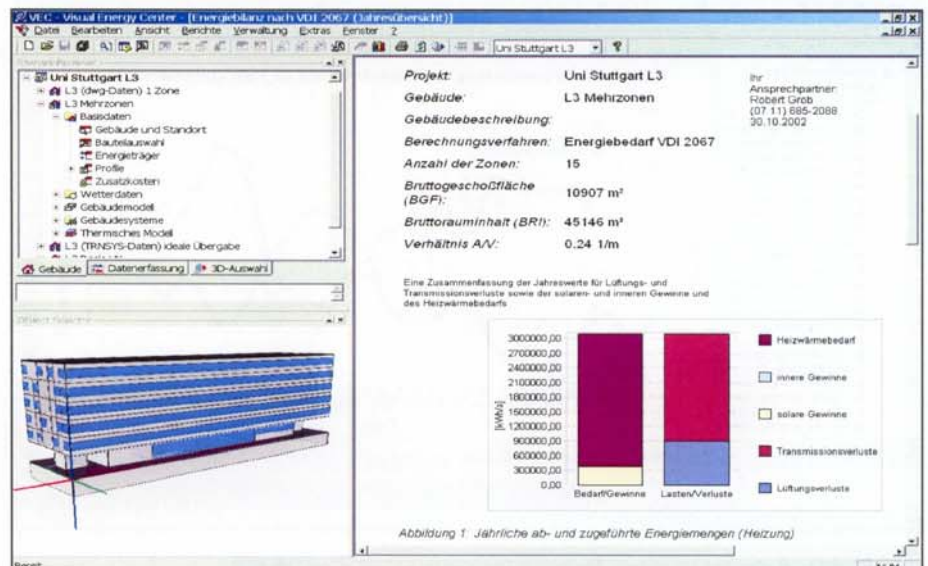 VEC - Visual Energy Center - [Energiebilanz nach VDI 2067 (Jahresübersicht)]
Datei Bearbeiten Ansicht Berichte Verwaltung Extras Fenster ?
Uni Stuttgart L3
Uni Stuttgart L3
L3 (dwg-Daten) 1 Zone
L3 Mehrzonen
Basisdaten
Gebäude und Standort
Bauteilauswahl
Energieträger
Profile
Zusatzkosten
Wetterdaten
Gebäudemodell
Gebäudesysteme
Thermisches Modell
L3 (TRNSYS-Daten) ideale Übergabe
Gebäude Datenerfassung 3D-Auswahl
Projekt: Uni Stuttgart L3
Gebäude: L3 Mehrzonen
Gebäudebeschreibung:
Berechnungsverfahren: Energiebedarf VDI 2067
Anzahl der Zonen: 15
Bruttogeschoßfläche
(BGF): 10907 m²
Bruttorauminhalt (BRI): 45146 m³
Verhältnis A/V: 0.24 1/m
Ihr
Ansprechpartner:
Robert Grob
(07 11) 685-2088
30.10.2002
Eine Zusammenfassung der Jahreswerte für Lüftungs- und
Transmissionsverluste sowie der solaren- und inneren Gewinne und
des Heizwärmebedarfs
[kWh/a]
3000000,00
2700000,00
2400000,00
2100000,00
1800000,00
1500000,00
1200000,00
900000,00
600000,00
300000,00
0,00
Bedarf/Gewinne Lasten/Verluste
Heizwärmebedarf
innere Gewinne
solare Gewinne
Transmissionsverluste
Lüftungsverluste
Abbildung 1: Jährliche ab- und zugeführte Energiemengen (Heizung)
Bereit